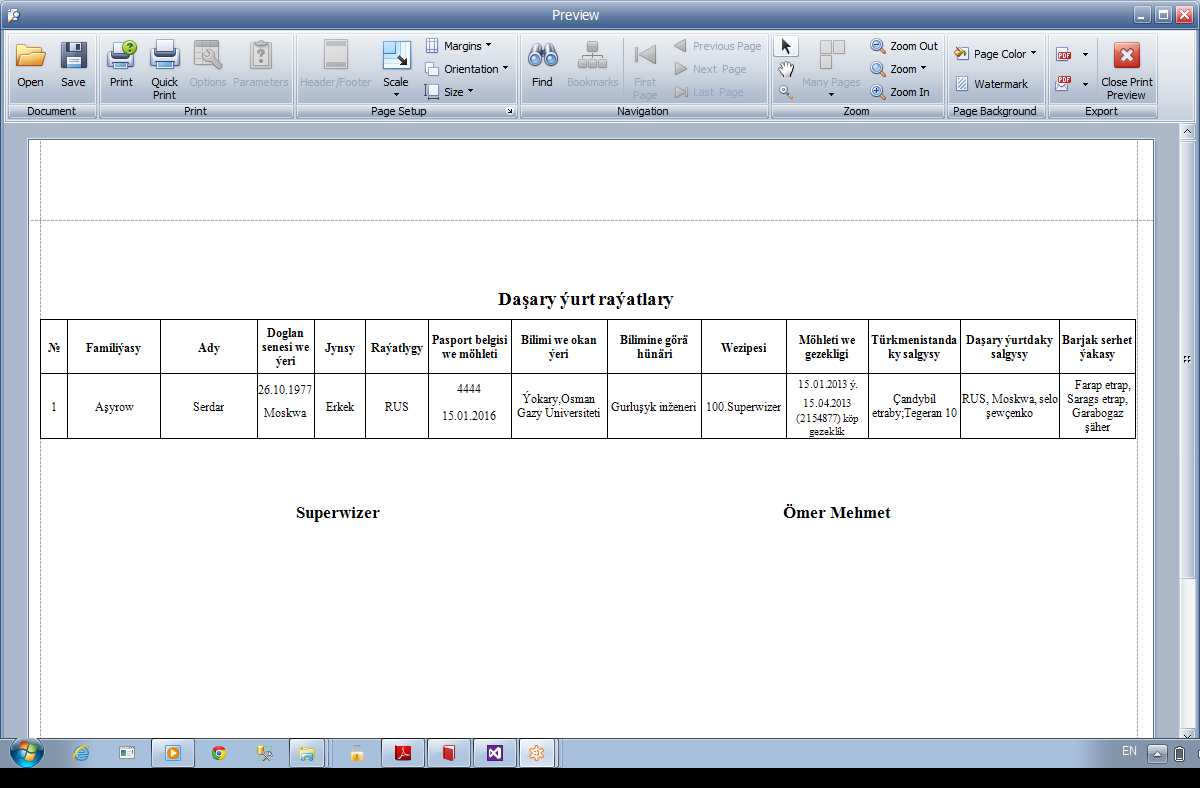 Preview
Margins
Previous Page
Zoom Out
Page Color
Orientation
Next Page
Zoom
Open
Save
Print
Quick Print
Options
Parameters
Header/Footer
Scale
Size
Find
Bookmarks
First Page
Last Page
Many Pages
Zoom In
Watermark
PDF
PDF
Close Print Preview
Document
Print
Page Setup
Navigation
Zoom
Page Background
Export
Daşary ýurt raýatlary
№
Familiýasy
Ady
Doglan senesi we ýeri
Jynsy
Raýatlygy
Pasport belgisi we möhleti
Bilimi we okan ýeri
Bilimine görä hünäri
Wezipesi
Möhleti we gezekligi
Türkmenistanda ky salgysy
Daşary ýurtdaky salgysy
Barjak serhet ýakasy
1
Aşyrow
Serdar
26.10.1977
Moskwa
Erkek
RUS
4444
15.01.2016
Ýokary,Osman Gazy Universiteti
Gurluşyk inženeri
100.Superwizer
15.01.2013 ý.
15.04.2013
(2154877) köp gezeklik
Çandybil etraby;Tegeran 10
RUS, Moskwa, selo şewçenko
Farap etrap, Sarags etrap, Garabogaz şäher
Superwizer
Ömer Mehmet
EN